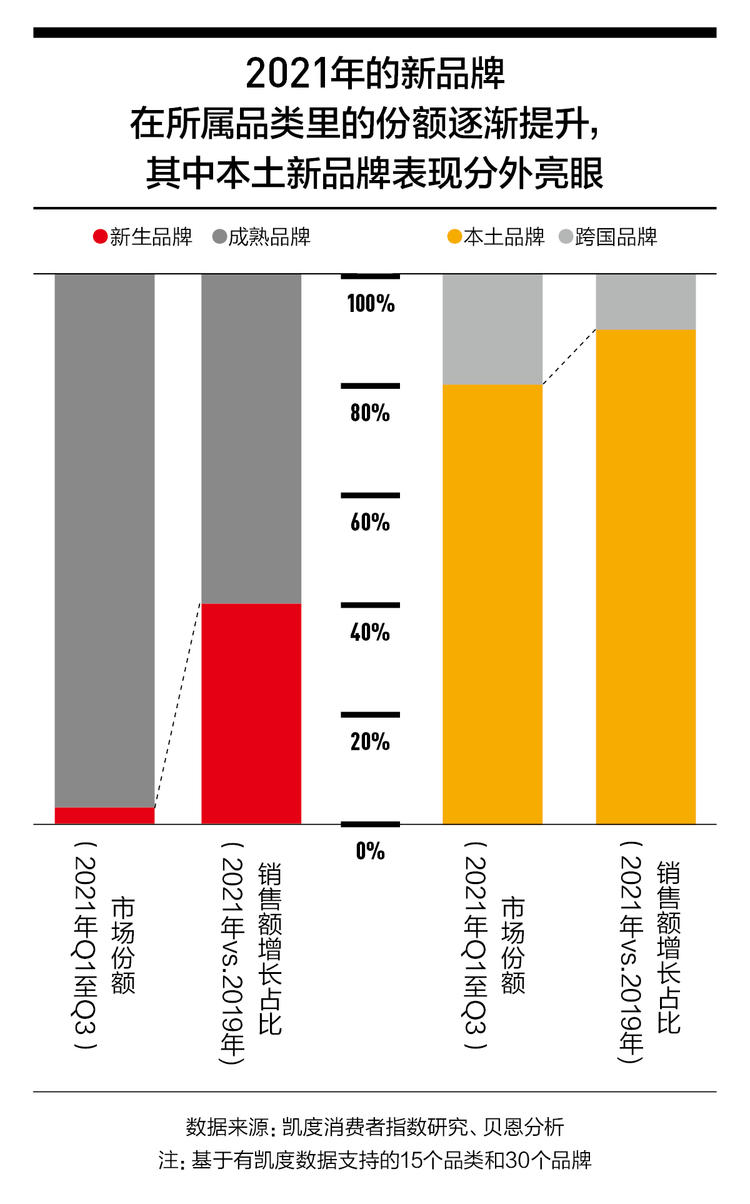 2021年的新品牌
在所属品类里的份额逐渐提升，
其中本土新品牌表现分外亮眼
新生品牌 成熟品牌 本土品牌 跨国品牌
100%
80%
60%
40%
20%
0%
市场份额
(2021年Q1至Q3)
销售额增长占比
(2021年vs.2019年)
市场份额
(2021年Q1至Q3)
销售额增长占比
(2021年vs.2019年)
数据来源：凯度消费者指数研究、贝恩分析
注：基于有凯度数据支持的15个品类和30个品牌